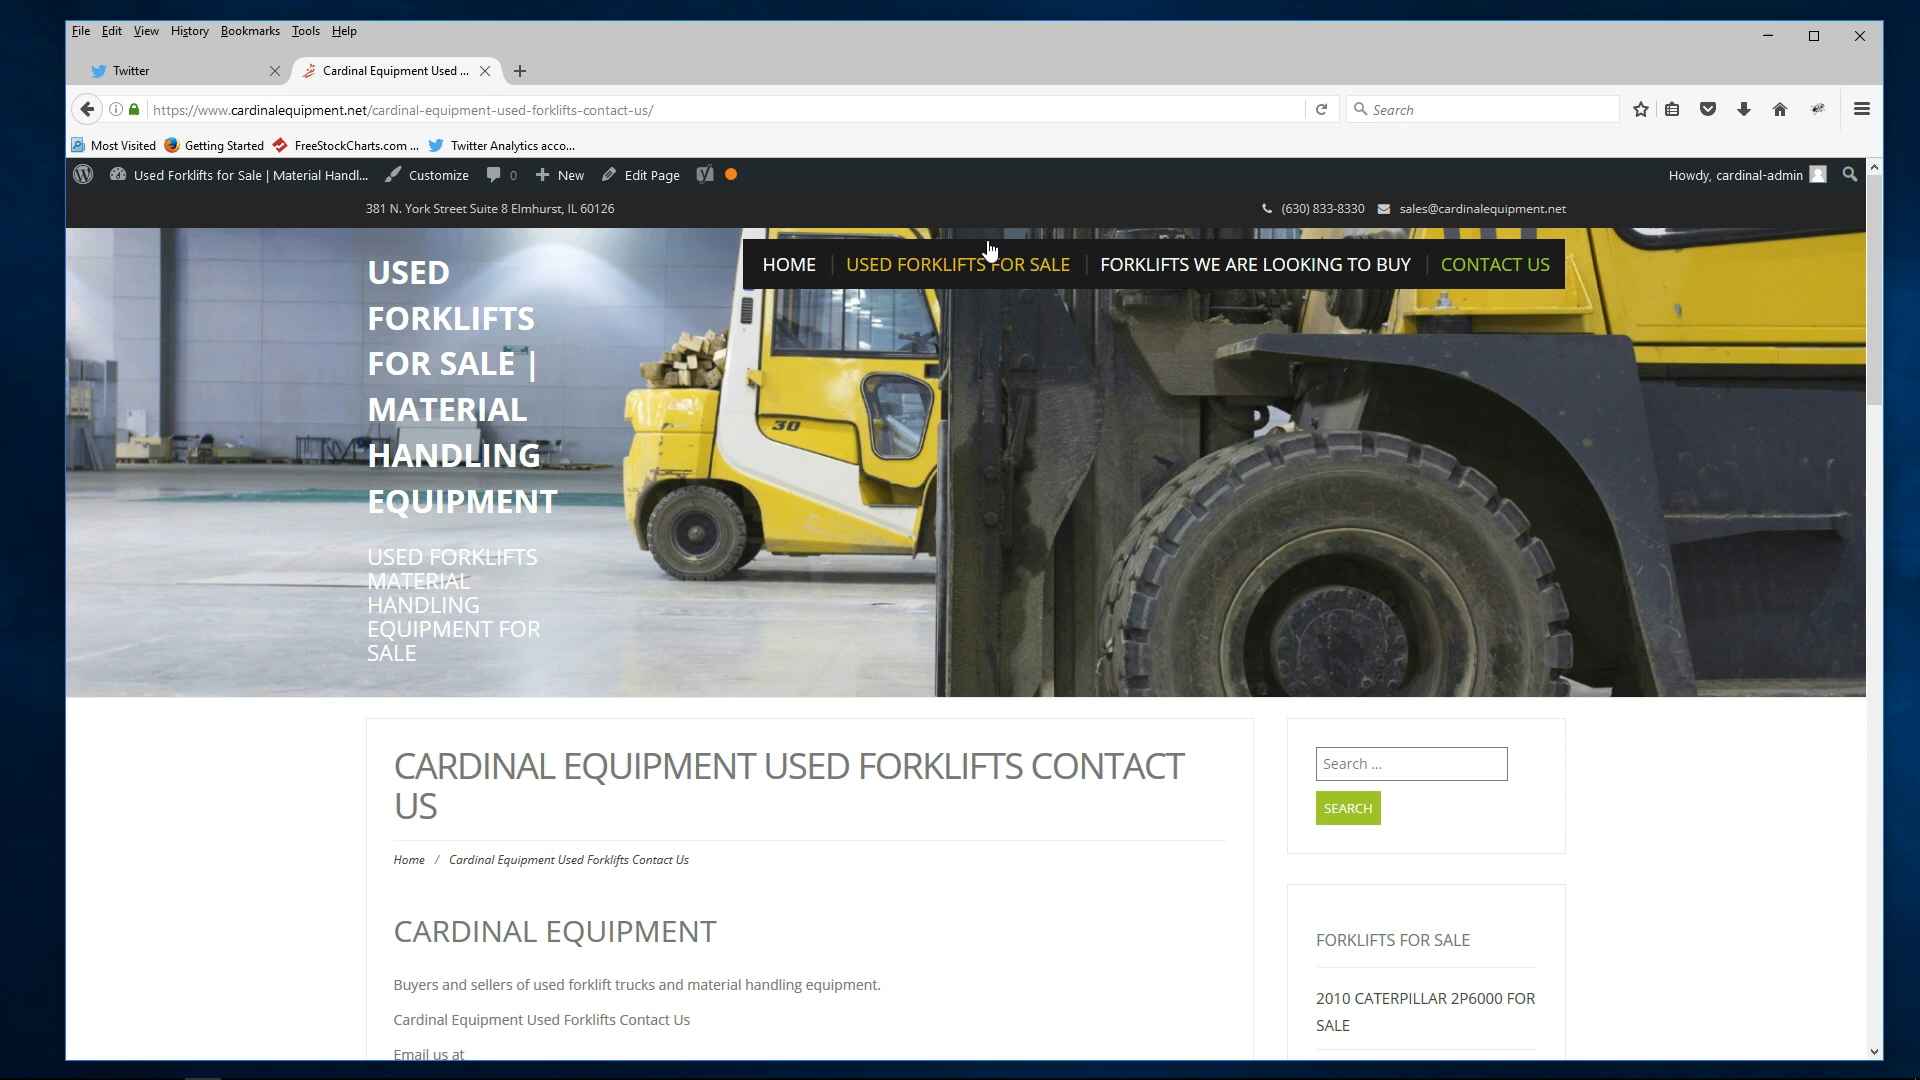 File Edit View History Bookmarks Tools Help
Twitter
Cardinal Equipment Used ...
https://www.cardinalequipment.net/cardinal-equipment-used-forklifts-contact-us/
Search
Most Visited
Getting Started
FreeStockCharts.com ...
Twitter Analytics acco...
Used Forklifts for Sale | Material Handl...
Customize
0
New
Edit Page
Howdy, cardinal-admin
381 N. York Street Suite 8 Elmhurst, IL 60126
(630) 833-8330
sales@cardinalequipment.net
HOME
USED FORKLIFTS FOR SALE
FORKLIFTS WE ARE LOOKING TO BUY
CONTACT US
USED
FORKLIFTS
FOR SALE |
MATERIAL
HANDLING
EQUIPMENT
30
USED FORKLIFTS
MATERIAL
HANDLING
EQUIPMENT FOR
SALE
CARDINAL EQUIPMENT USED FORKLIFTS CONTACT
US
Home / Cardinal Equipment Used Forklifts Contact Us
CARDINAL EQUIPMENT
Buyers and sellers of used forklift trucks and material handling equipment.
Cardinal Equipment Used Forklifts Contact Us
Email us at
Search ...
SEARCH
FORKLIFTS FOR SALE
2010 CATERPILLAR 2P6000 FOR
SALE